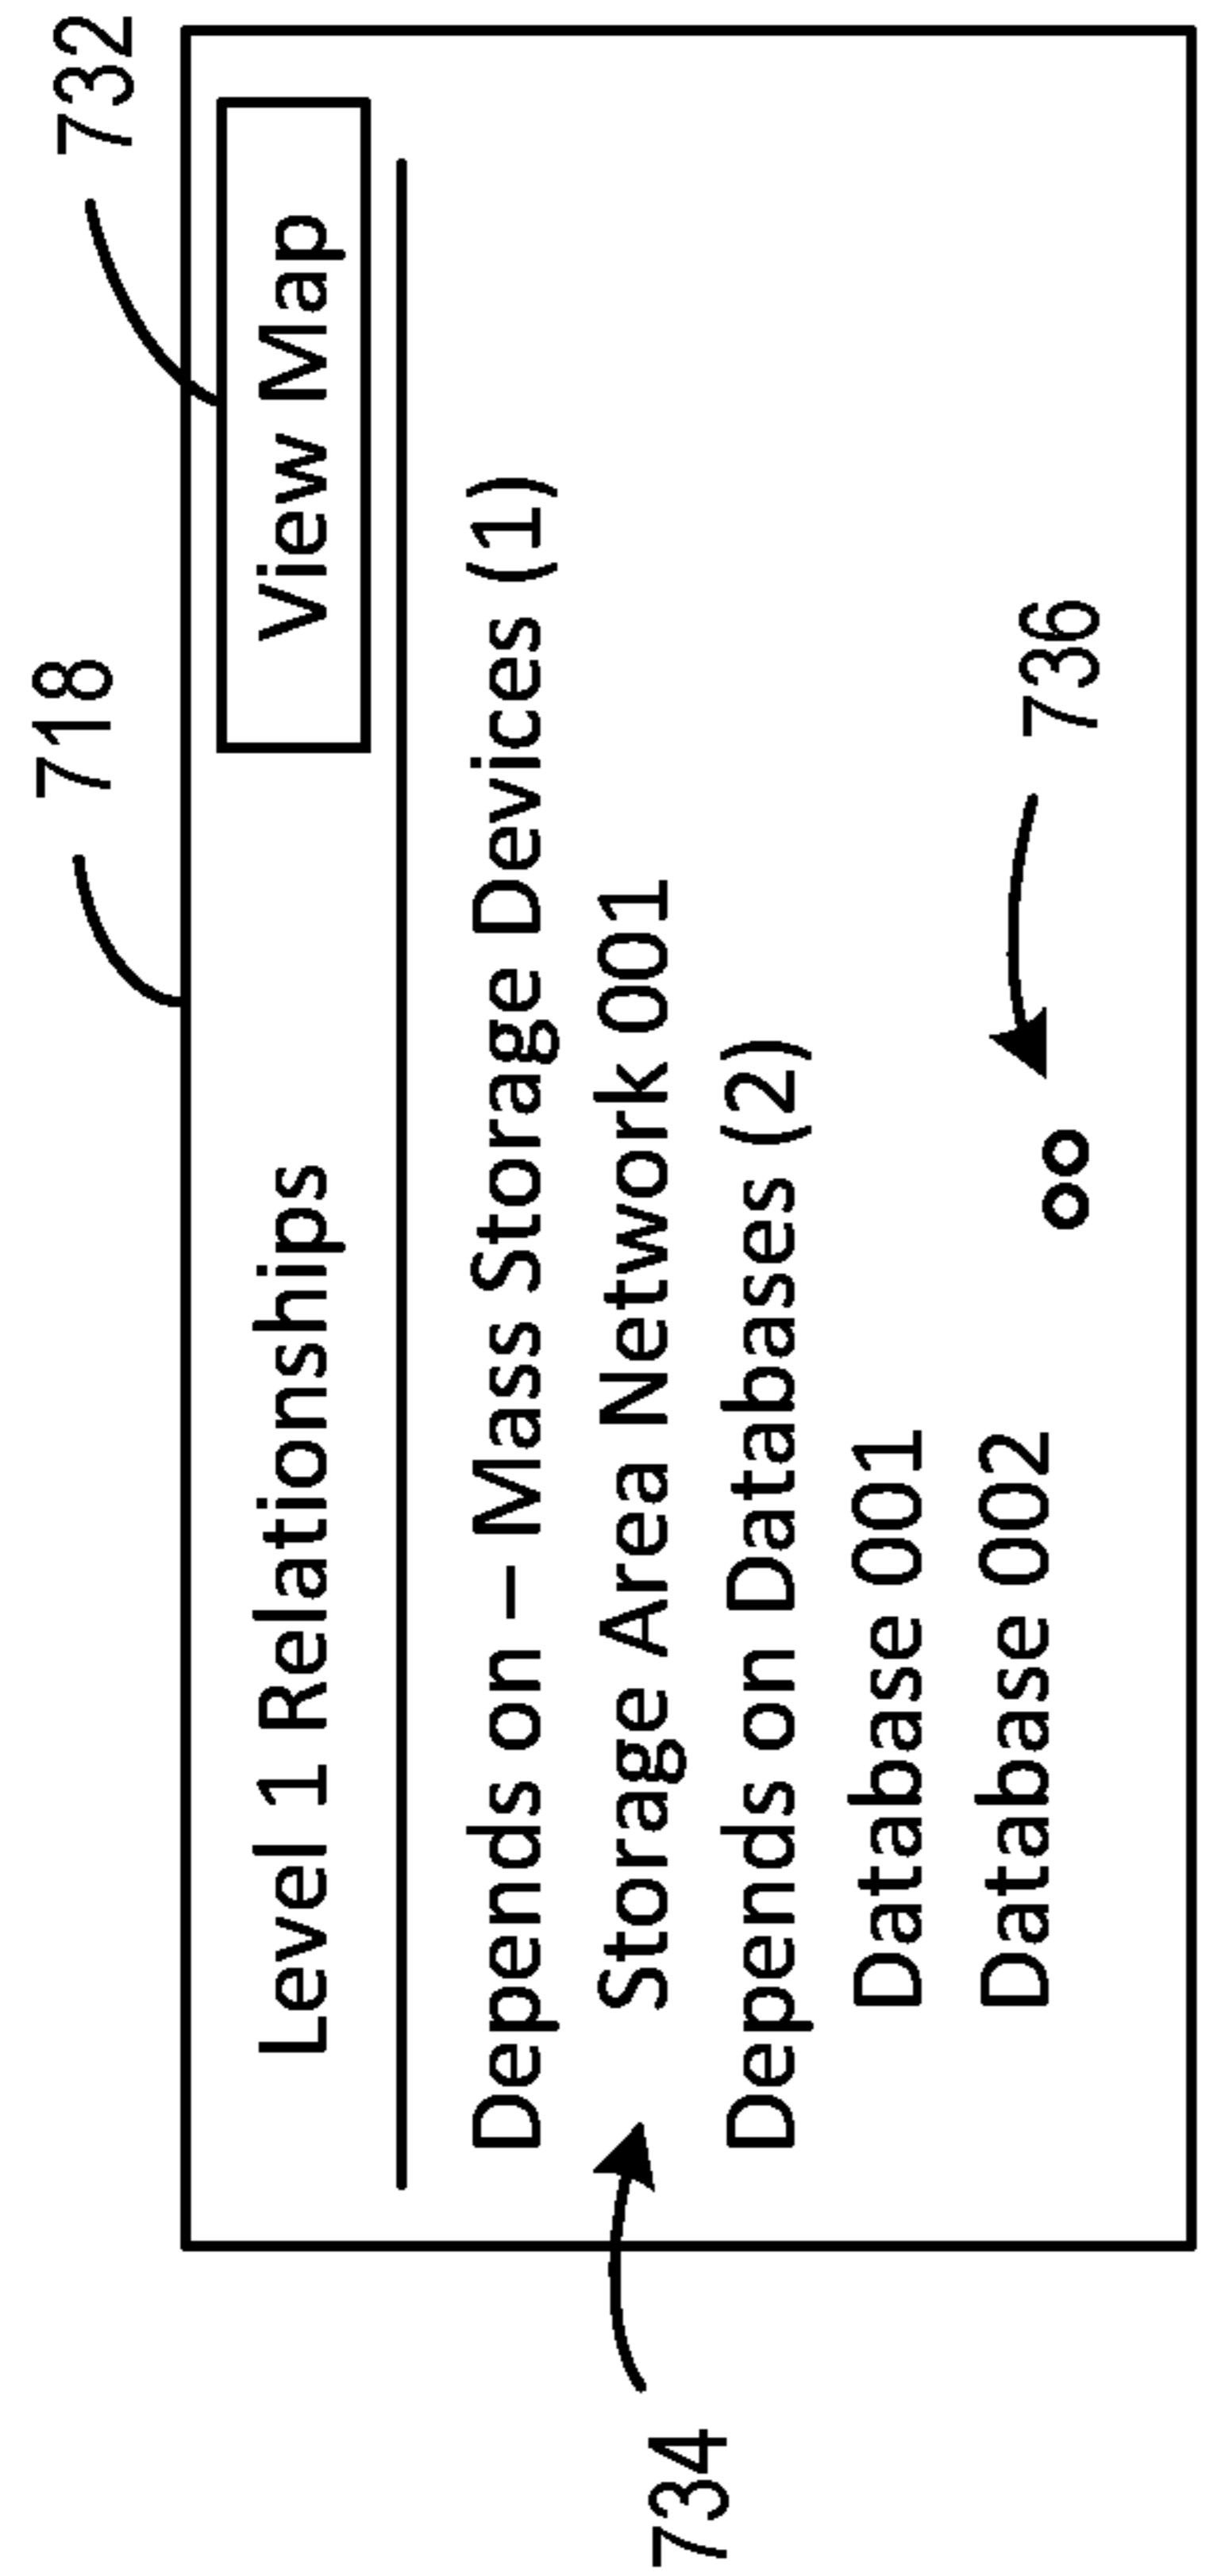 718
732
Level 1 Relationships
View Map
Depends on – Mass Storage Devices (1)
Storage Area Network 001
734
Depends on Databases (2)
Database 001
Database 002
736